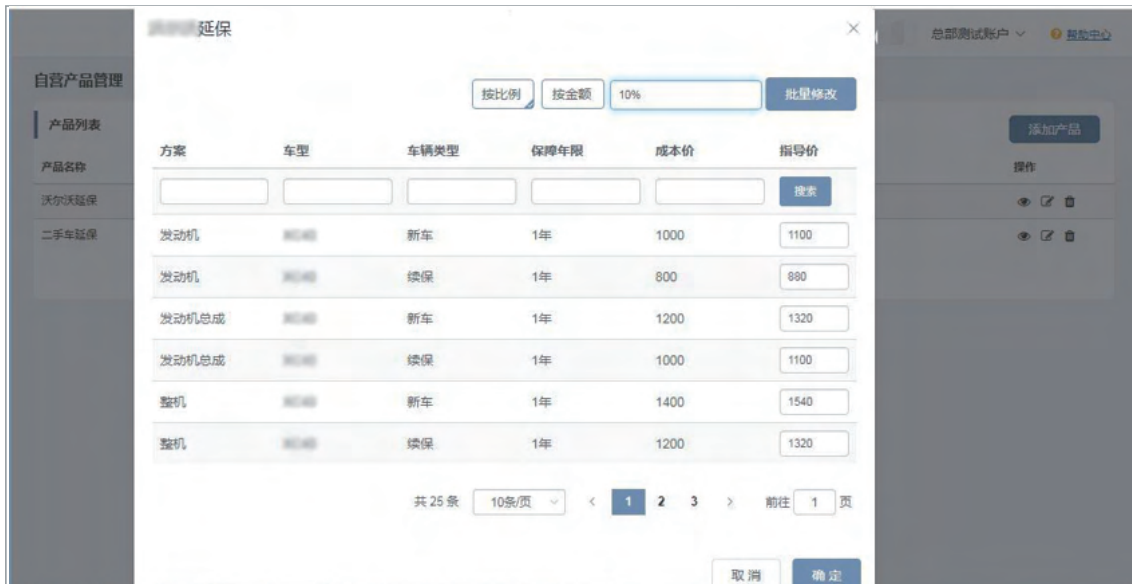 延保
×
总部测试账户
帮助中心
自营产品管理
按比例 按金额 10% 批量修改
产品列表
添加产品
方案 车型 车辆类型 保障年限 成本价 指导价
产品名称
操作
搜索
沃尔沃延保
二手车延保
发动机 新车 1年 1000 1100
发动机 续保 1年 800 880
发动机总成 新车 1年 1200 1320
发动机总成 续保 1年 1000 1100
整机 新车 1年 1400 1540
整机 续保 1年 1200 1320
共 25 条 10条/页 < 1 2 3 > 前往 1 页
取消 确定